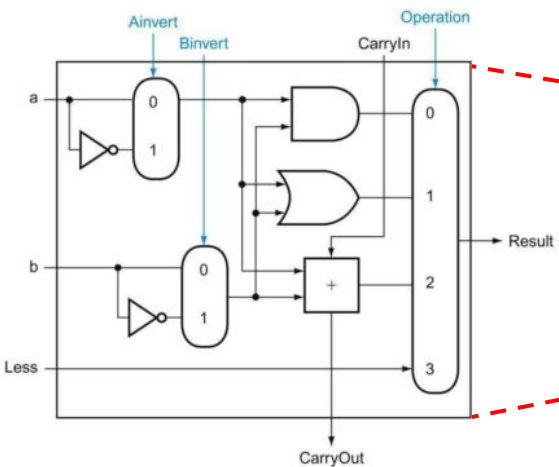 Operation
Ainvert
Binvert
CarryIn
a
0
1
0
1
b
0
1
+
2
Result
Less
3
CarryOut